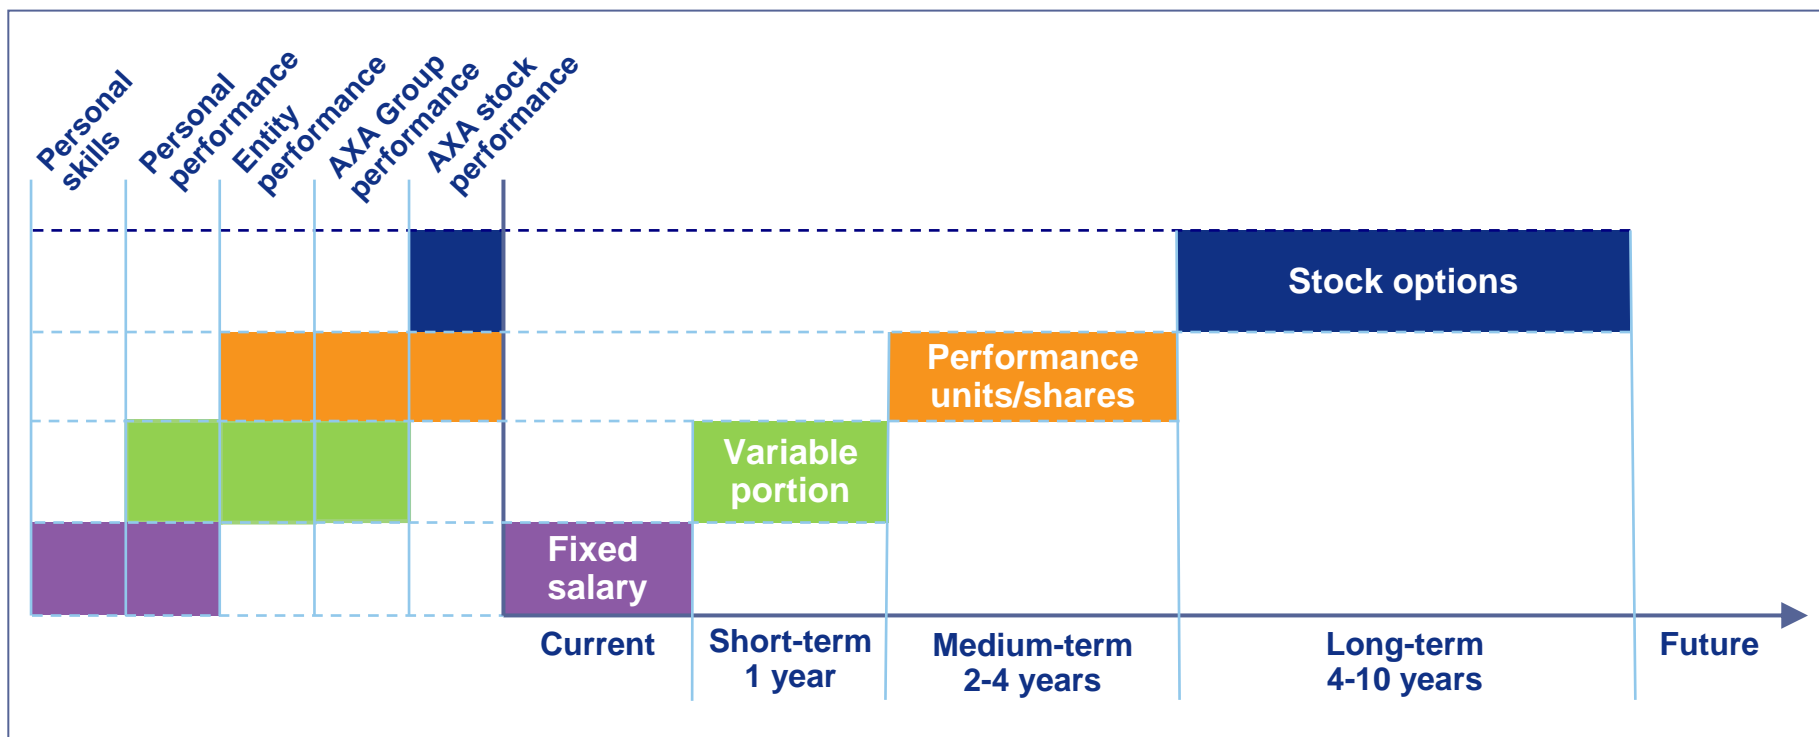 Personal
skills
Personal
performance
Entity
performance
AXA Group
performance
AXA stock
performance
Stock options
Performance
units/shares
Variable
portion
Fixed
salary
Current
Short-term
1 year
Medium-term
2-4 years
Long-term
4-10 years
Future